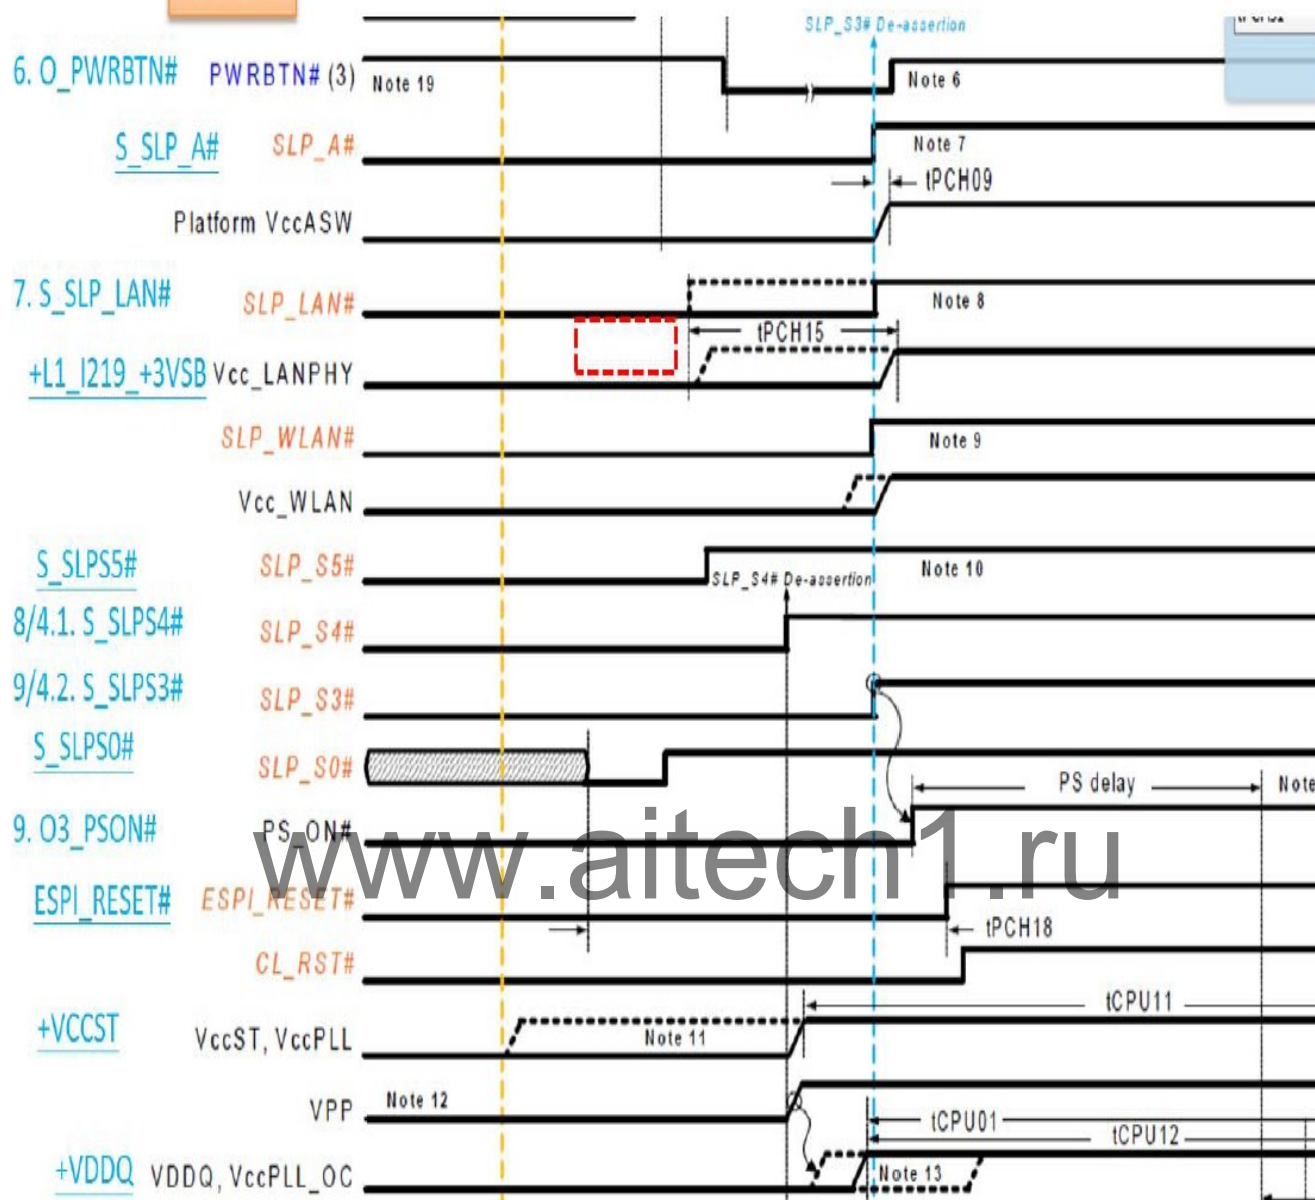 SLP_S3# De-assertion
6. O_PWRBTN# PWRBTN# (3) Note 19 Note 6
S_SLP_A# SLP_A# Note 7
tPCH09
Platform VccASW
7. S_SLP_LAN# SLP_LAN# Note 8
tPCH15
+L1_I219_+3VSB Vcc_LANPHY
SLP_WLAN# Note 9
Vcc_WLAN
S_SLPS5# SLP_S5# Note 10
SLP_S4# De-assertion
8/4.1. S_SLPS4# SLP_S4#
9/4.2. S_SLPS3# SLP_S3#
S_SLPS0# SLP_S0#
PS delay Note
9. O3_PSON# PS_ON#
www.aitech1.ru
ESPI_RESET# ESPI_RESET#
tPCH18
CL_RST#
tCPU11
+VCCST VccST, VccPLL Note 11
VPP Note 12
tCPU01
tCPU12
+VDDQ VDDQ, VccPLL_OC Note 13